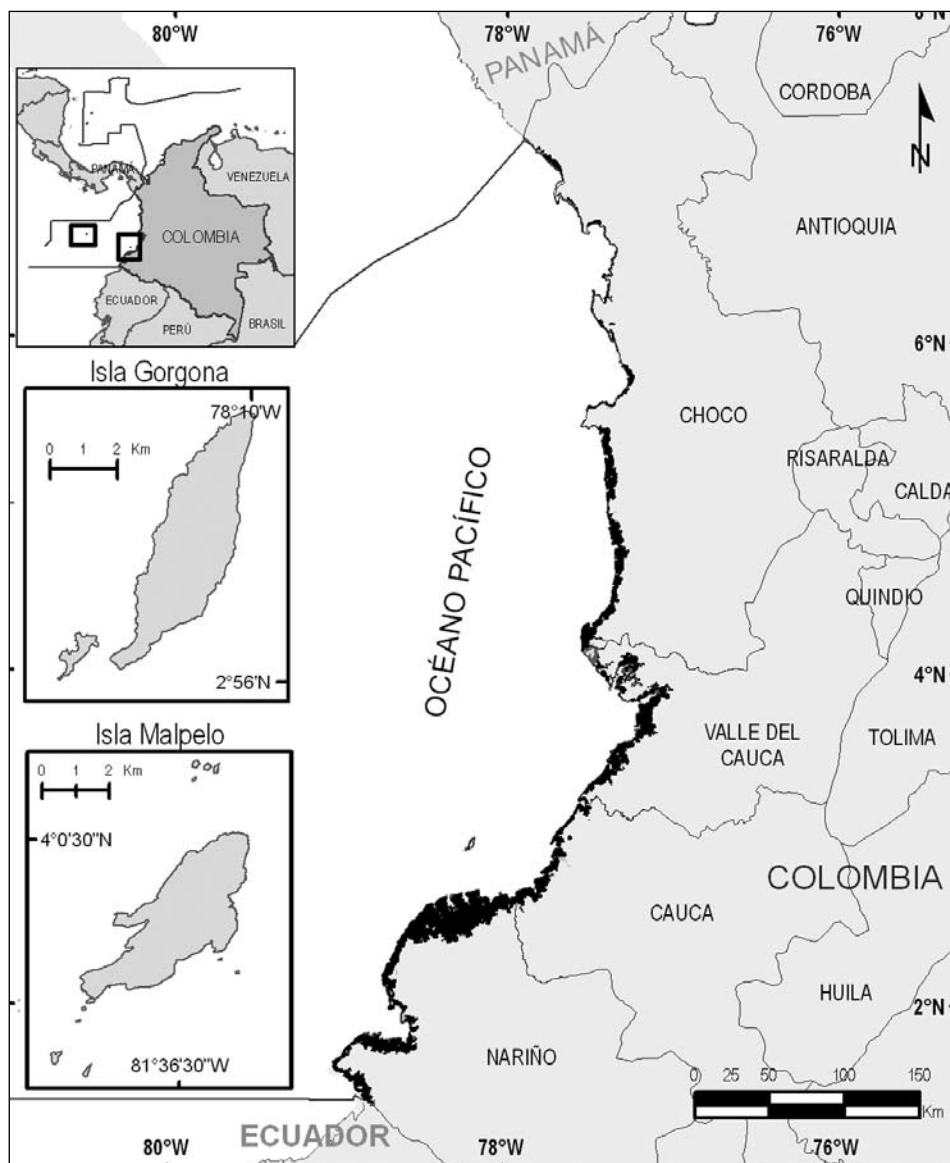 80°W
78°W
76°W
8°N
PANAMÁ
CORDOBA
N
PANAMÁ
VENEZUELA
COLOMBIA
ECUADOR
PERÚ
BRASIL
ANTIOQUIA
6°N
Isla Gorgona
78°10'W
0 1 2 Km
2°56'N
CHOCO
RISARALDA
CALDA
QUINDIO
OCÉANO PACÍFICO
4°N
Isla Malpelo
0 1 2 Km
4°0'30"N
81°36'30"W
VALLE DEL
CAUCA
TOLIMA
COLOMBIA
CAUCA
HUILA
2°N
NARIÑO
0 25 50 100 150
Km
ECUADOR
80°W
78°W
76°W